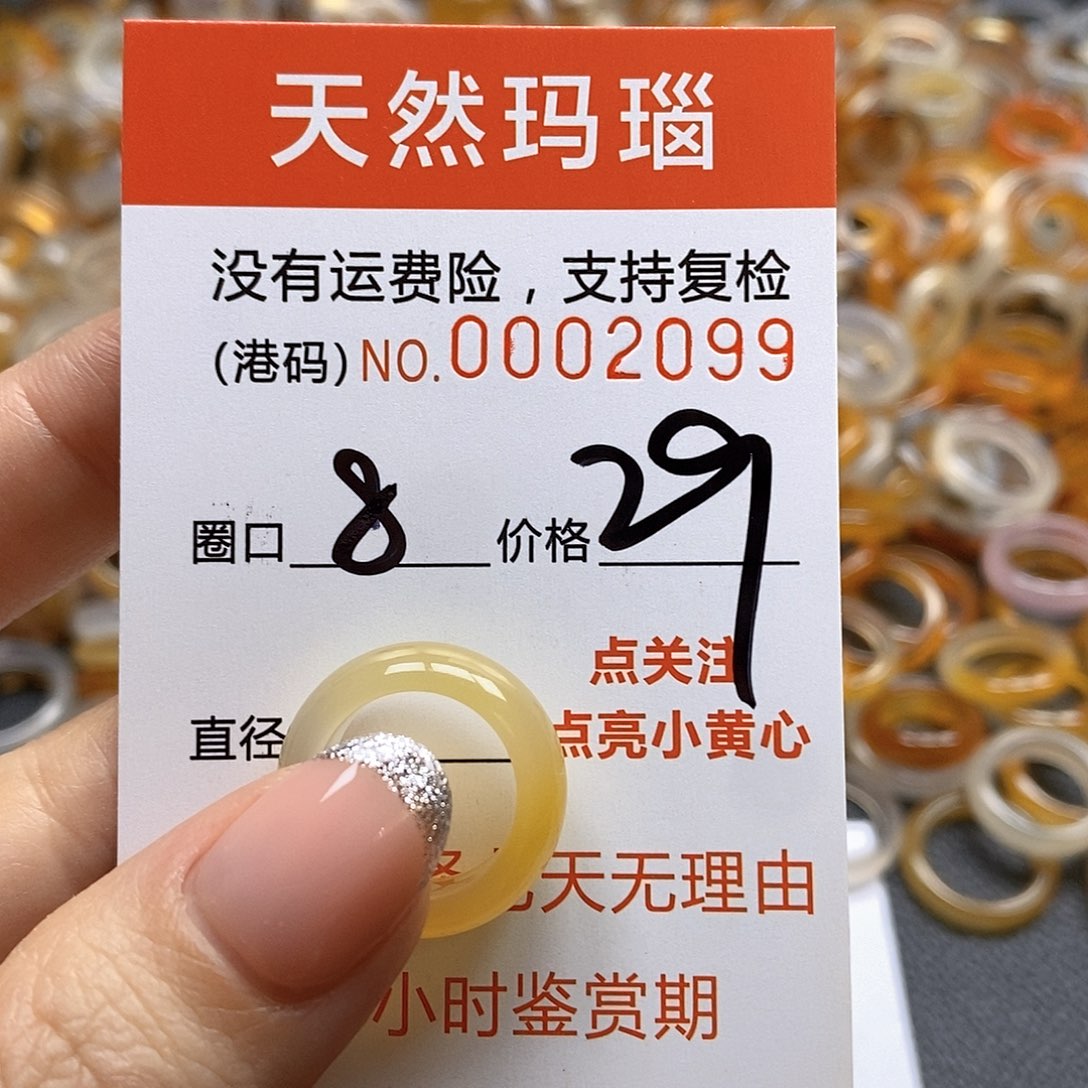 天然玛瑙
没有运费险，支持复检
(港码) NO.0002099
圈口 8 价格 29
点关注
直径
点亮小黄心
天无理由
小时鉴赏期